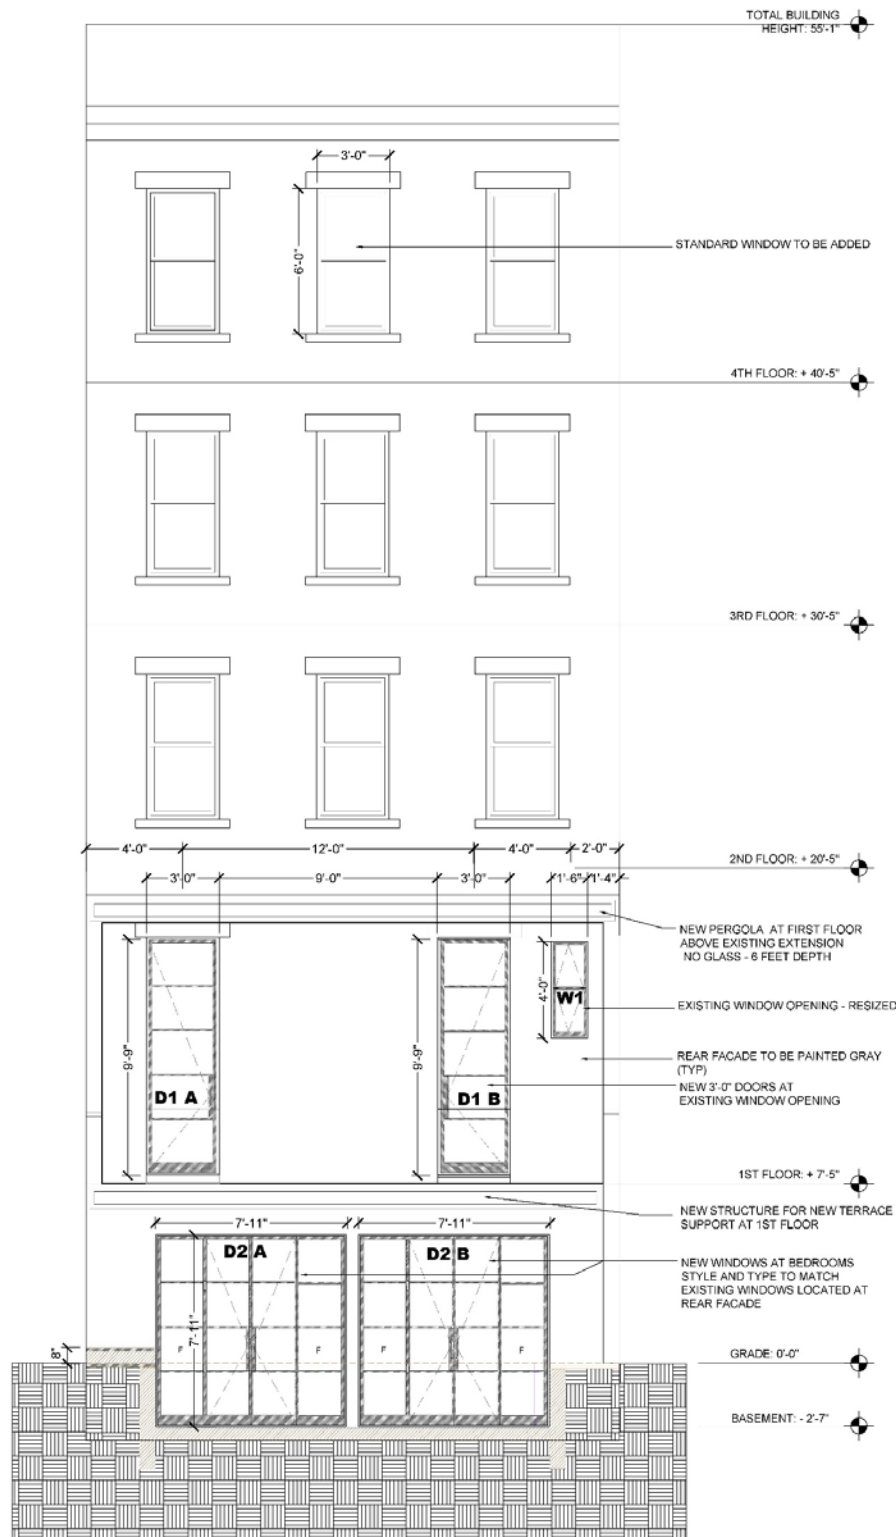 TOTAL BUILDING
HEIGHT: 55'-1"
3'-0"
6'-0"
STANDARD WINDOW TO BE ADDED
4TH FLOOR: + 40'-5"
3RD FLOOR: + 30'-5"
4'-0"
12'-0"
4'-0"
2'-0"
2ND FLOOR: + 20'-5"
3'-0"
9'-0"
3'-0"
1'-6"
1'-4"
NEW PERGOLA AT FIRST FLOOR
ABOVE EXISTING EXTENSION
NO GLASS - 6 FEET DEPTH
4'-0"
W1
EXISTING WINDOW OPENING - RESIZED
9'-9"
9'-9"
REAR FACADE TO BE PAINTED GRAY
(TYP)
D1 A
D1 B
NEW 3'-0" DOORS AT
EXISTING WINDOW OPENING
1ST FLOOR: + 7'-5"
NEW STRUCTURE FOR NEW TERRACE
SUPPORT AT 1ST FLOOR
7'-11"
7'-11"
D2 A
D2 B
NEW WINDOWS AT BEDROOMS
STYLE AND TYPE TO MATCH
EXISTING WINDOWS LOCATED AT
REAR FACADE
7'-11"
8"
F
F
F
F
GRADE: 0'-0"
BASEMENT: - 2'-7"